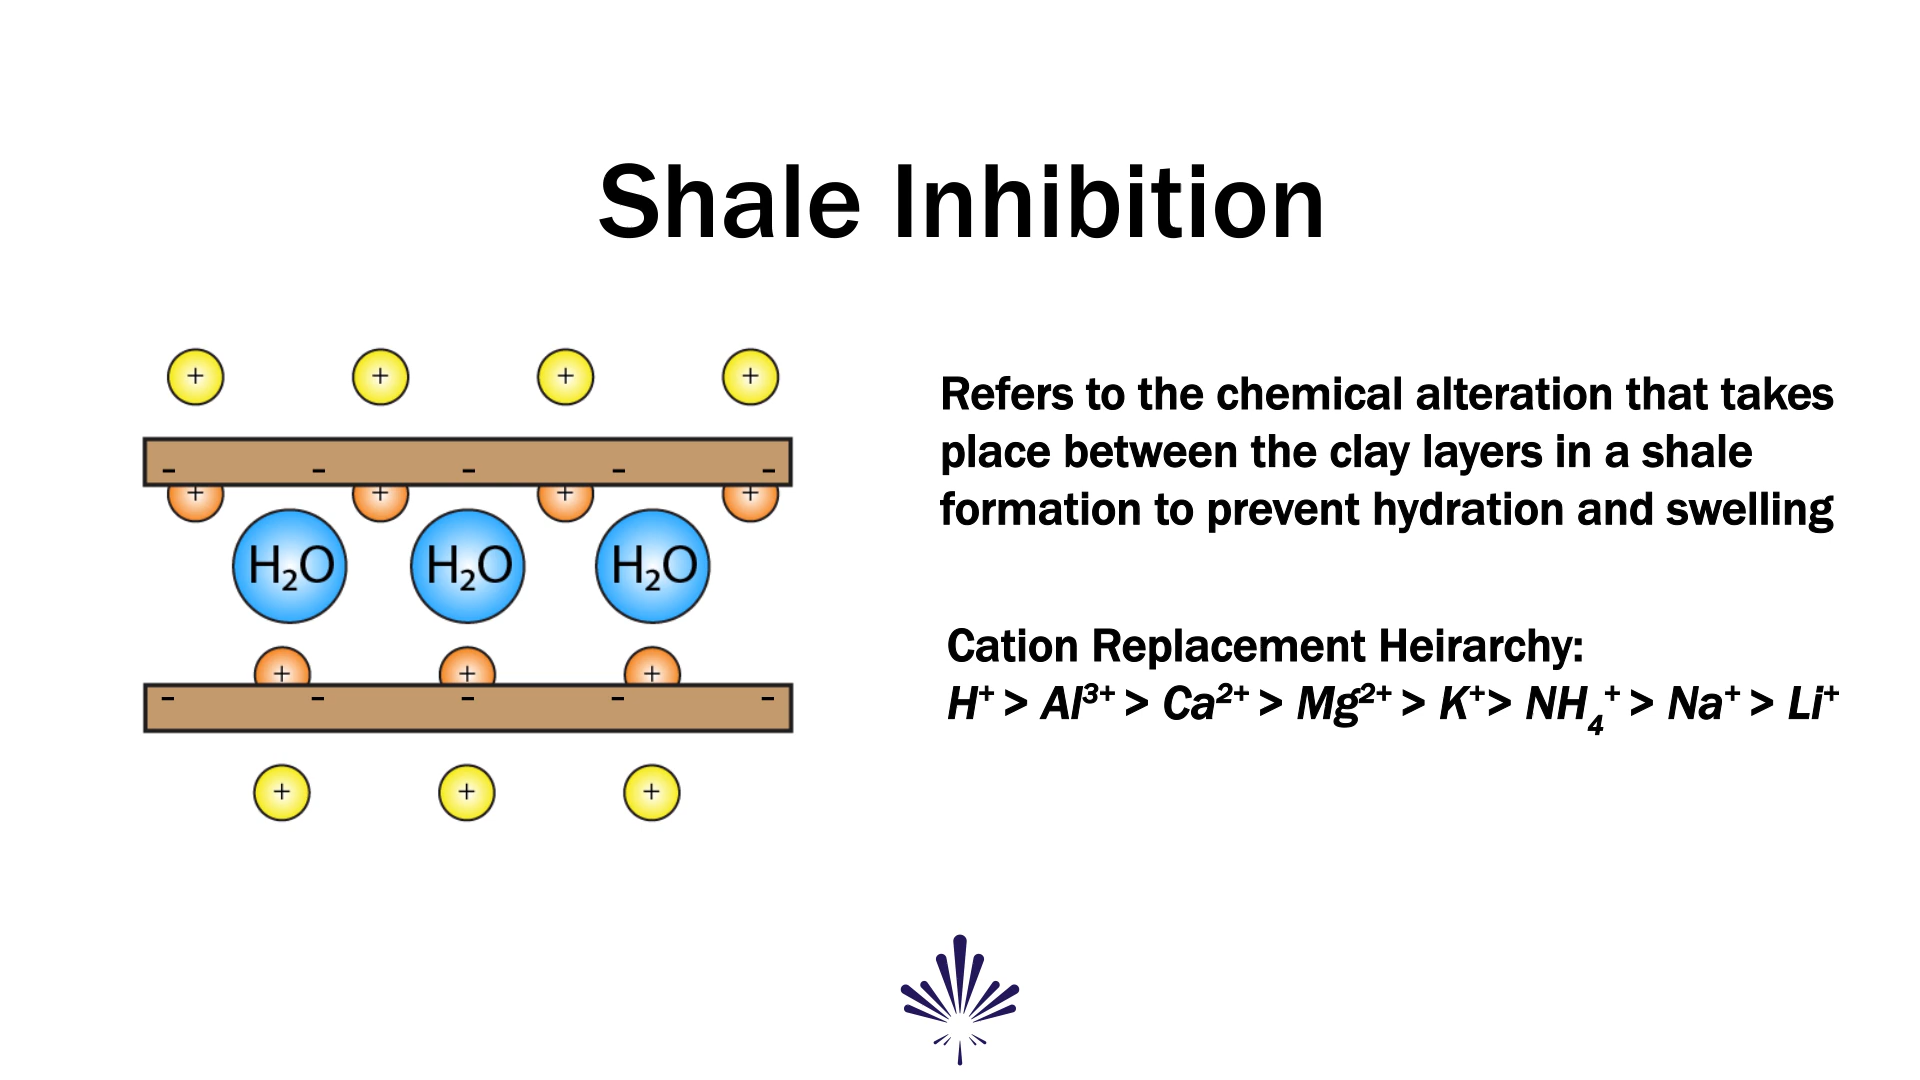 Shale Inhibition
+ + + +
- - - - -
+ + + +
H₂O H₂O H₂O
+ + +
- - - - -
+ + +
Refers to the chemical alteration that takes
place between the clay layers in a shale
formation to prevent hydration and swelling
Cation Replacement Heirarchy:
H⁺ > Al³⁺ > Ca²⁺ > Mg²⁺ > K⁺> NH₄⁺ > Na⁺ > Li⁺